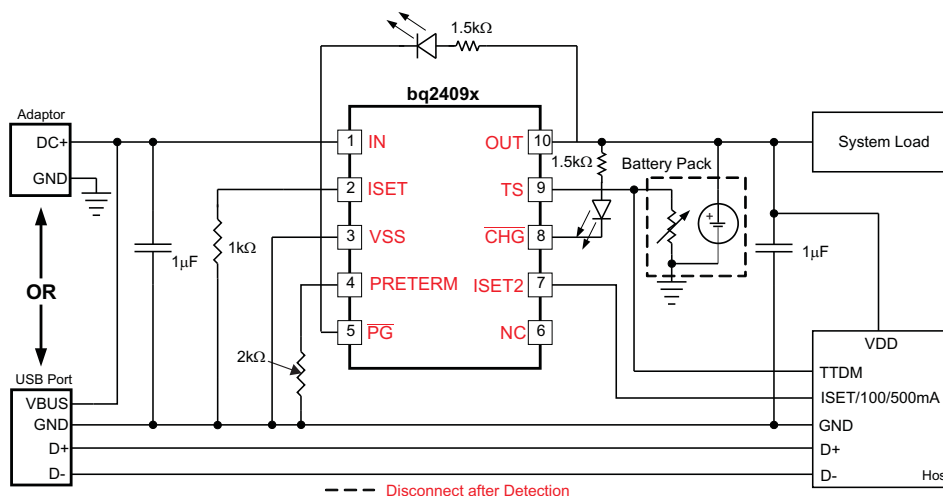 1.5kΩ
bq2409x
Adaptor
DC+
GND
1 IN
OUT 10
System Load
1.5kΩ
Battery Pack
2 ISET
TS 9
+
1kΩ
1µF
3 VSS
CHG 8
1µF
OR
4 PRETERM
ISET2 7
5 PG
NC 6
2kΩ
VDD
TTDM
ISET/100/500mA
GND
D+
D-
Hos
USB Port
VBUS
GND
D+
D-
Disconnect after Detection